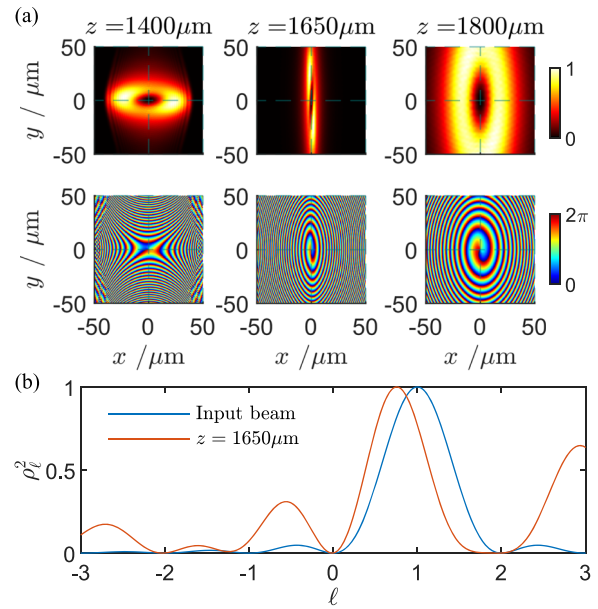 (a)
z = 1400μm z = 1650μm z = 1800μm
50 1
y / μm 0
-50 0
50 2π
y / μm 0
-50 0
-50 0 50 -50 0 50 -50 0 50
x /μm x /μm x /μm
(b)
1
Input beam
z = 1650μm
ρ²ℓ 0.5
0
-3 -2 -1 0 1 2 3
ℓ